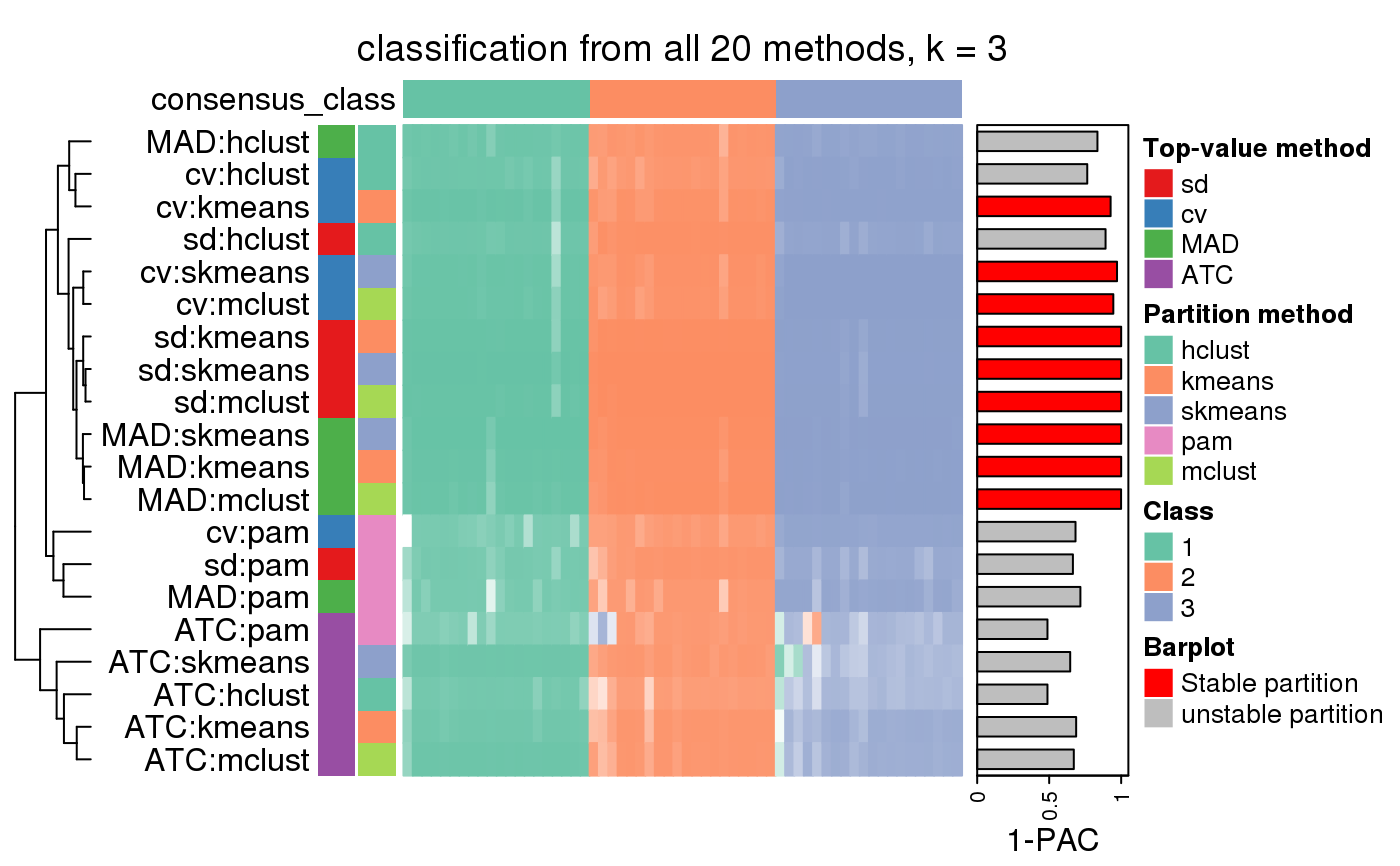 classification from all 20 methods, k = 3
consensus_class
MAD:hclust
cv:hclust
cv:kmeans
sd:hclust
cv:skmeans
cv:mclust
sd:kmeans
sd:skmeans
sd:mclust
MAD:skmeans
MAD:kmeans
MAD:mclust
cv:pam
sd:pam
MAD:pam
ATC:pam
ATC:skmeans
ATC:hclust
ATC:kmeans
ATC:mclust
0
0.5
1
1-PAC
Top-value method
sd
cv
MAD
ATC
Partition method
hclust
kmeans
skmeans
pam
mclust
Class
1
2
3
Barplot
Stable partition
unstable partition